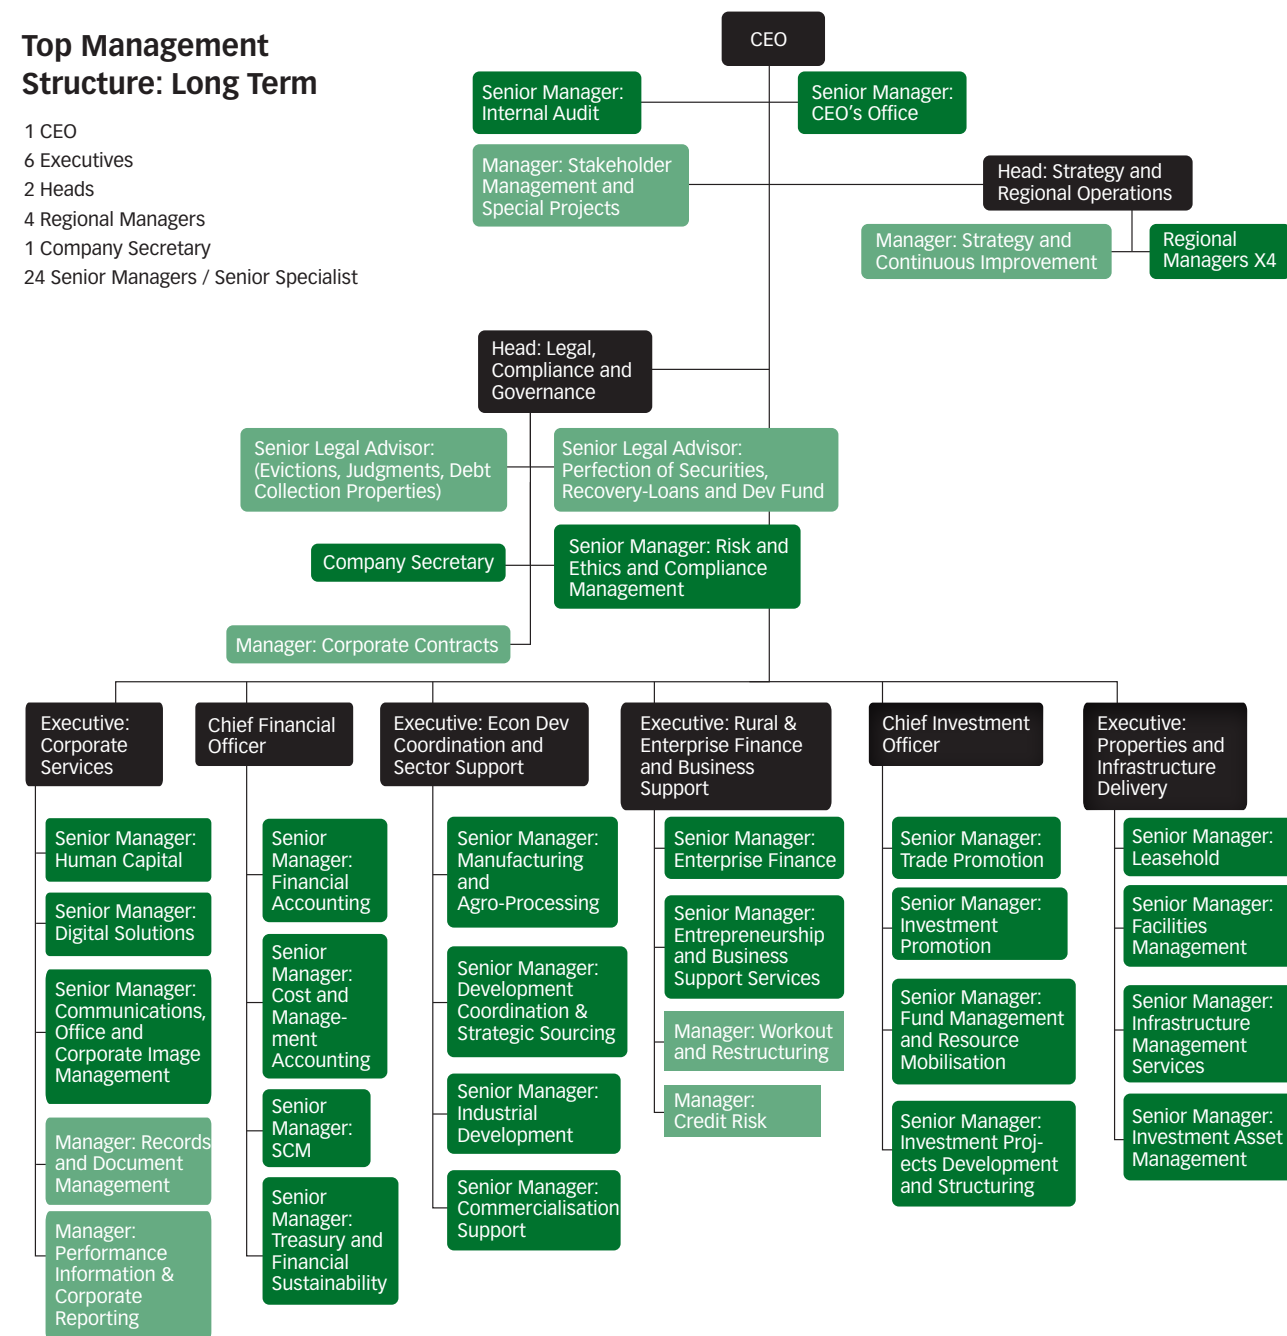 Top Management
Structure: Long Term
1 CEO
6 Executives
2 Heads
4 Regional Managers
1 Company Secretary
24 Senior Managers / Senior Specialist
CEO
Senior Manager:
Internal Audit
Senior Manager:
CEO's Office
Manager: Stakeholder
Management and
Special Projects
Head: Strategy and
Regional Operations
Manager: Strategy and
Continuous Improvement
Regional
Managers X4
Head: Legal,
Compliance and
Governance
Senior Legal Advisor:
(Evictions, Judgments, Debt
Collection Properties)
Senior Legal Advisor:
Perfection of Securities,
Recovery-Loans and Dev Fund
Company Secretary
Senior Manager: Risk and
Ethics and Compliance
Management
Manager: Corporate Contracts
Executive:
Corporate
Services
Senior Manager:
Human Capital
Senior Manager:
Digital Solutions
Senior Manager:
Communications,
Office and
Corporate Image
Management
Manager: Records
and Document
Management
Manager:
Performance
Information &
Corporate
Reporting
Chief Financial
Officer
Senior
Manager:
Financial
Accounting
Senior
Manager:
Cost and
Manage-
ment
Accounting
Senior
Manager:
SCM
Senior
Manager:
Treasury and
Financial
Sustainability
Executive: Econ Dev
Coordination and
Sector Support
Senior Manager:
Manufacturing
and
Agro-Processing
Senior Manager:
Development
Coordination &
Strategic Sourcing
Senior Manager:
Industrial
Development
Senior Manager:
Commercialisation
Support
Executive: Rural &
Enterprise Finance
and Business
Support
Senior Manager:
Enterprise Finance
Senior Manager:
Entrepreneurship
and Business
Support Services
Manager: Workout
and Restructuring
Manager:
Credit Risk
Chief Investment
Officer
Senior Manager:
Trade Promotion
Senior Manager:
Investment
Promotion
Senior Manager:
Fund Management
and Resource
Mobilisation
Senior Manager:
Investment Proj-
ects Development
and Structuring
Executive:
Properties and
Infrastructure
Delivery
Senior Manager:
Leasehold
Senior Manager:
Facilities
Management
Senior Manager:
Infrastructure
Management
Services
Senior Manager:
Investment Asset
Management